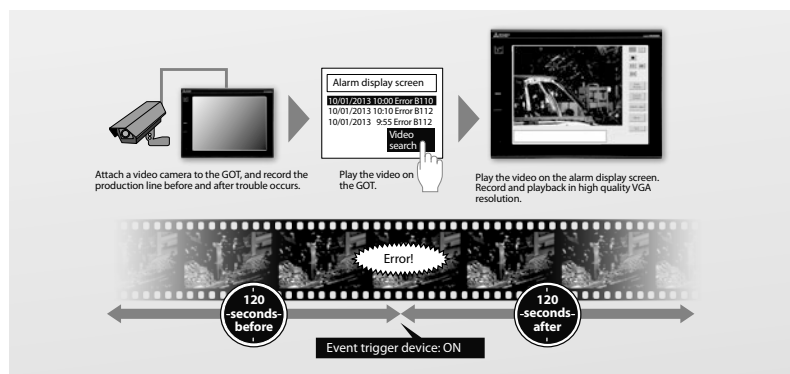 Alarm display screen
10/01/2013 10:00 Error B110
10/01/2013 10:10 Error B112
10/01/2013 9:55 Error B112
Video
search
Attach a video camera to the GOT, and record the
production line before and after trouble occurs.
Play the video on
the GOT.
Play the video on the alarm display screen.
Record and playback in high quality VGA
resolution.
Error!
120
-seconds-
before
120
-seconds-
after
Event trigger device: ON